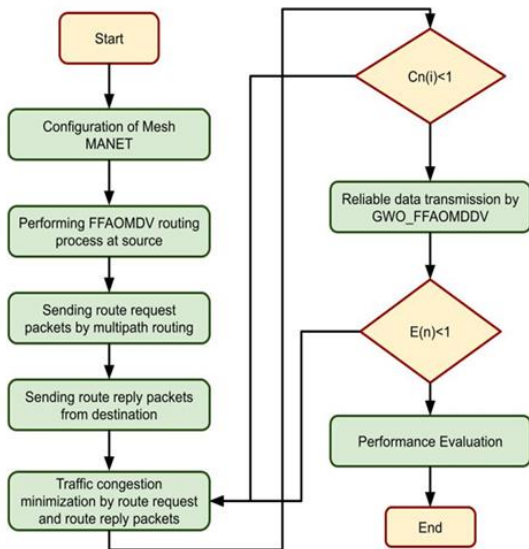 Start
Configuration of Mesh
MANET
Performing FFAOMDV routing
process at source
Sending route request
packets by multipath routing
Sending route reply packets
from destination
Traffic congestion
minimization by route request
and route reply packets
Cn(i)<1
Reliable data transmission by
GWO_FFAOMDDV
E(n)<1
Performance Evaluation
End